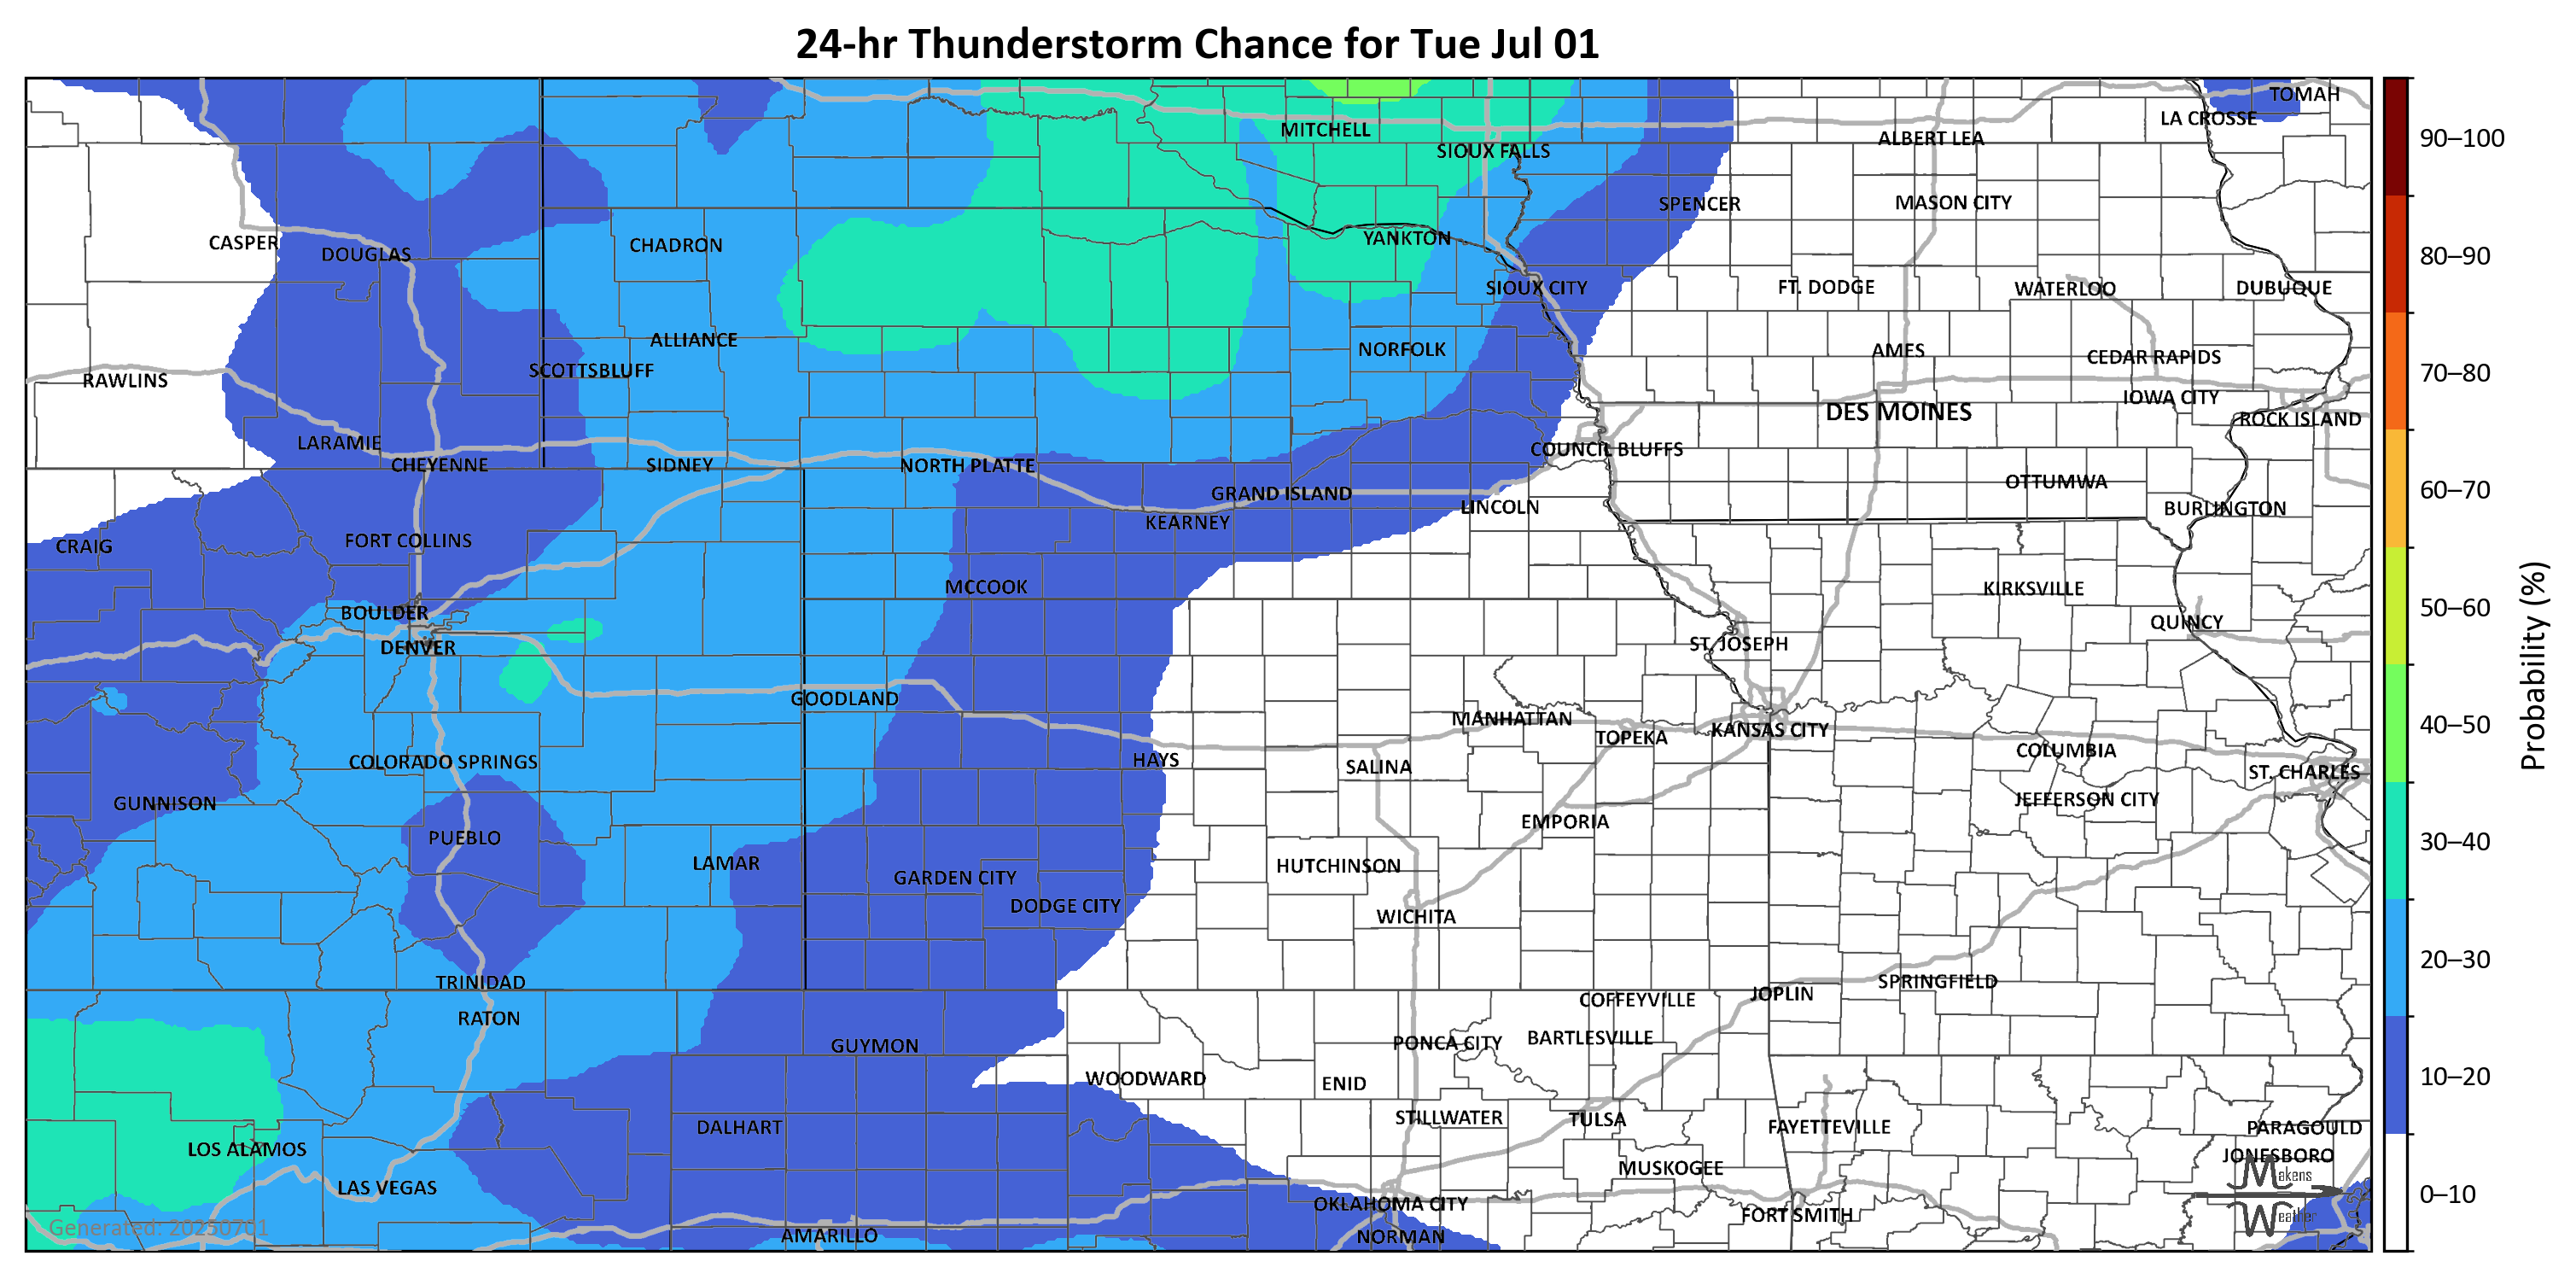 24-hr Thunderstorm Chance for Tue Jul 01
TOMAH
LA CROSSE
MITCHELL
ALBERT LEA
SIOUX FALLS
SPENCER
MASON CITY
CASPER
DOUGLAS
CHADRON
YANKTON
SIOUX CITY
FT. DODGE
WATERLOO
DUBUQUE
ALLIANCE
NORFOLK
AMES
CEDAR RAPIDS
RAWLINS
SCOTTSBLUFF
IOWA CITY
DES MOINES
ROCK ISLAND
LARAMIE
COUNCIL BLUFFS
CHEYENNE
SIDNEY
NORTH PLATTE
OTTUMWA
GRAND ISLAND
LINCOLN
BURLINGTON
KEARNEY
CRAIG
FORT COLLINS
MCCOOK
KIRKSVILLE
BOULDER
QUINCY
DENVER
ST. JOSEPH
GOODLAND
MANHATTAN
KANSAS CITY
TOPEKA
COLUMBIA
COLORADO SPRINGS
HAYS
SALINA
ST. CHARLES
GUNNISON
JEFFERSON CITY
EMPORIA
PUEBLO
LAMAR
HUTCHINSON
GARDEN CITY
DODGE CITY
WICHITA
TRINIDAD
SPRINGFIELD
JOPLIN
COFFEYVILLE
RATON
BARTLESVILLE
PONCA CITY
GUYMON
WOODWARD
ENID
STILLWATER
TULSA
DALHART
FAYETTEVILLE
PARAGOULD
LOS ALAMOS
JONESBORO
MUSKOGEE
LAS VEGAS
OKLAHOMA CITY
FORT SMITH
AMARILLO
NORMAN
Generated: 20250701
Makens
Weather
90–100
80–90
70–80
60–70
50–60
40–50
30–40
20–30
10–20
0–10
Probability (%)